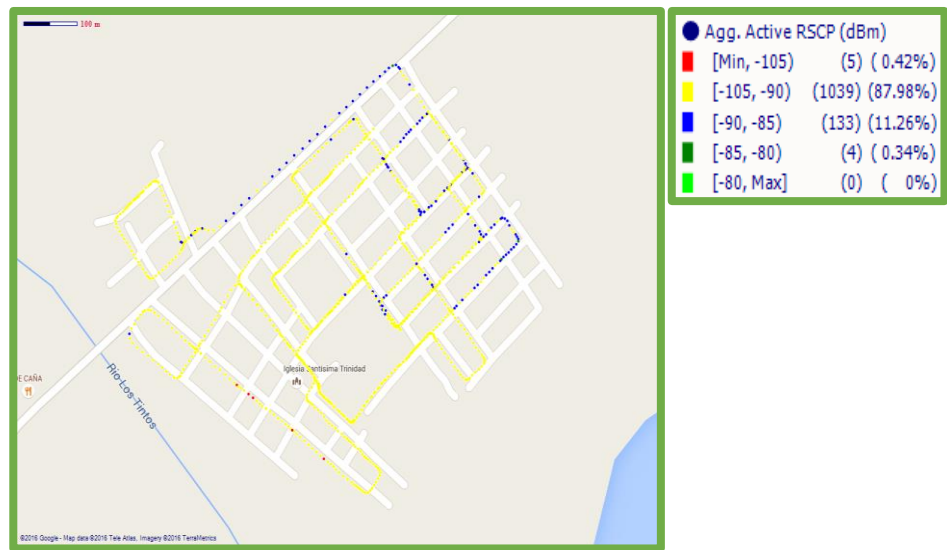 100 m
Iglesia Santisima Trinidad
E CAÑA
Rio Los Tintos
©2016 Google - Map data ©2016 Tele Atlas, Imagery ©2016 TerraMetrics
Agg. Active RSCP (dBm)
[Min, -105) (5) ( 0.42%)
[-105, -90) (1039) (87.98%)
[-90, -85) (133) (11.26%)
[-85, -80) (4) ( 0.34%)
[-80, Max] (0) ( 0%)